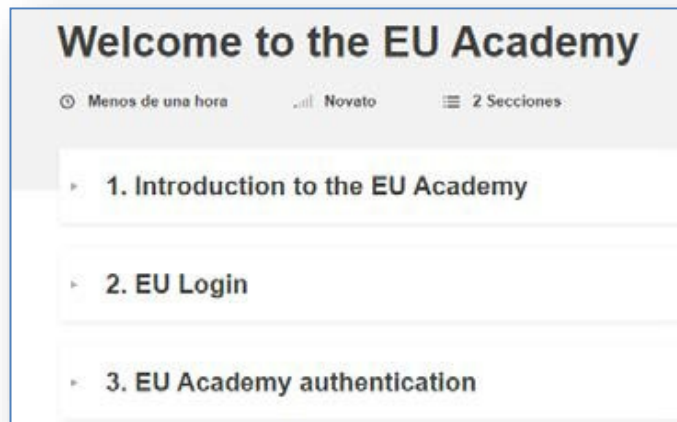 Welcome to the EU Academy
Menos de una hora Novato 2 Secciones
1. Introduction to the EU Academy
2. EU Login
3. EU Academy authentication